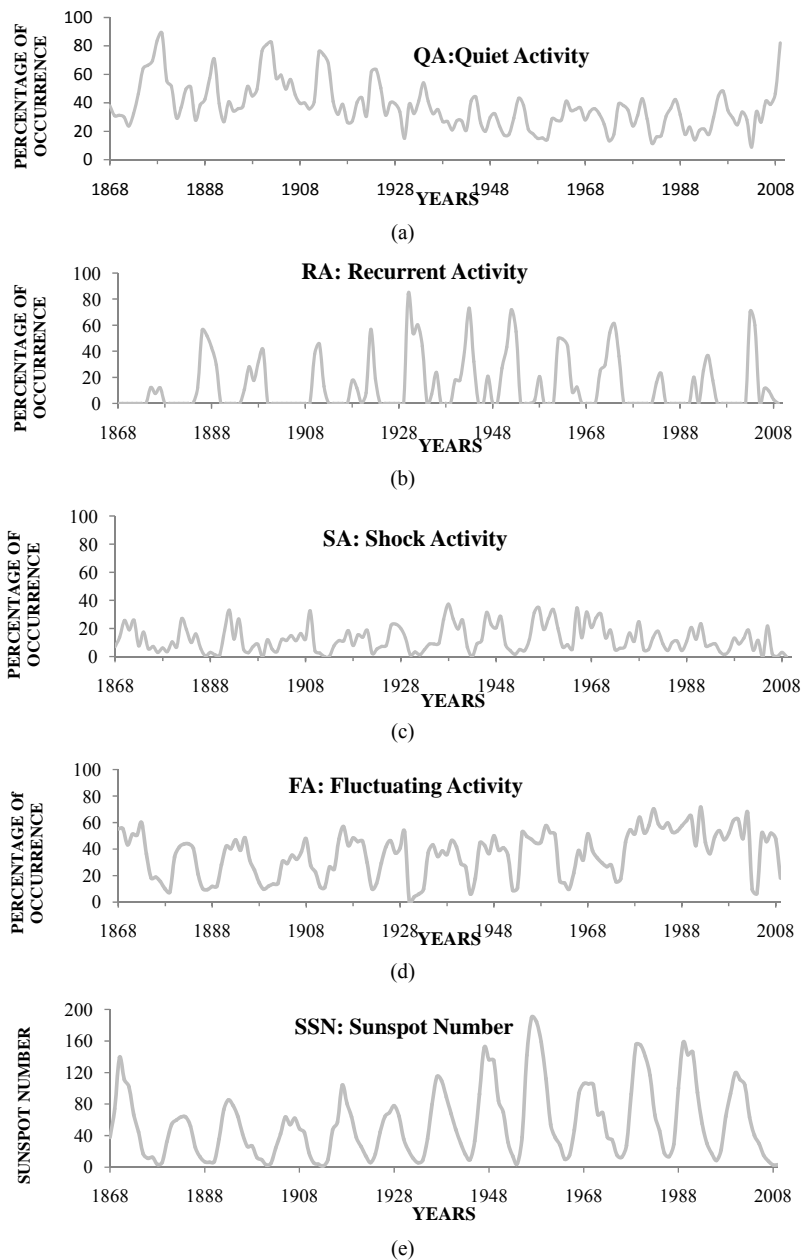 PERCENTAGE OF
OCCURRENCE
100
80
60
40
20
0
QA:Quiet Activity
1868 1888 1908 1928 1948 1968 1988 2008
YEARS
(a)
PERCENTAGE OF
OCCURRENCE
100
80
60
40
20
0
RA: Recurrent Activity
1868 1888 1908 1928 1948 1968 1988 2008
YEARS
(b)
PERCENTAGE OF
OCCURRENCE
100
80
60
40
20
0
SA: Shock Activity
1868 1888 1908 1928 1948 1968 1988 2008
YEARS
(c)
PERCENTAGE Of
OCCURRENCE
100
80
60
40
20
0
FA: Fluctuating Activity
1868 1888 1908 1928 1948 1968 1988 2008
YEARS
(d)
SUNSPOT NUMBER
200
160
120
80
40
0
SSN: Sunspot Number
1868 1888 1908 1928 1948 1968 1988 2008
YEARS
(e)